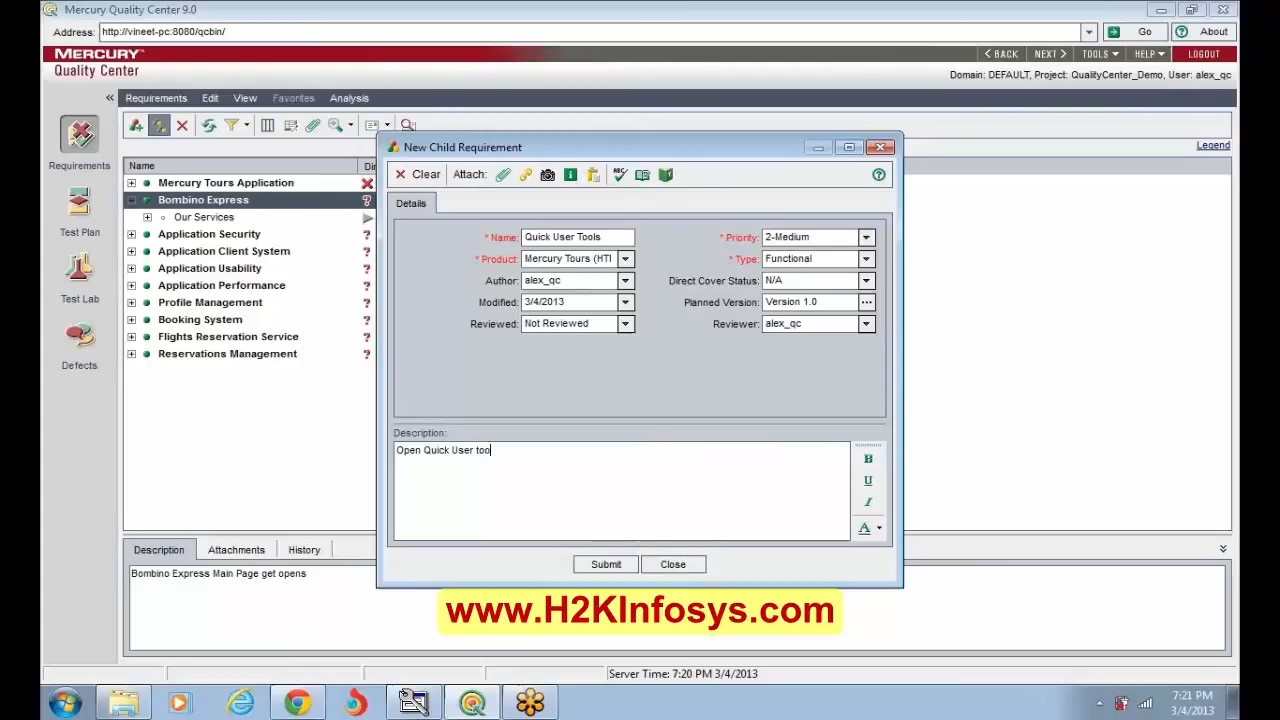 Mercury Quality Center 9.0
Address: http://vineet-pc:8080/qcbin/ Go About
MERCURY™ BACK NEXT TOOLS HELP LOGOUT
Quality Center Domain: DEFAULT, Project: QualityCenter_Demo, User: alex_qc
Requirements Edit View Favorites Analysis
Legend
Requirements
Test Plan
Test Lab
Defects
Name Dir
Mercury Tours Application
Bombino Express
Our Services
Application Security
Application Client System
Application Usability
Application Performance
Profile Management
Booking System
Flights Reservation Service
Reservations Management
New Child Requirement
Clear Attach:
Details
* Name: Quick User Tools * Priority: 2-Medium
* Product: Mercury Tours (HTI * Type: Functional
Author: alex_qc Direct Cover Status: N/A
Modified: 3/4/2013 Planned Version: Version 1.0
Reviewed: Not Reviewed Reviewer: alex_qc
Description:
Open Quick User too
B
U
I
A
Submit Close
Description Attachments History
Bombino Express Main Page get opens
www.H2KInfosys.com
Server Time: 7:20 PM 3/4/2013
7:21 PM
3/4/2013